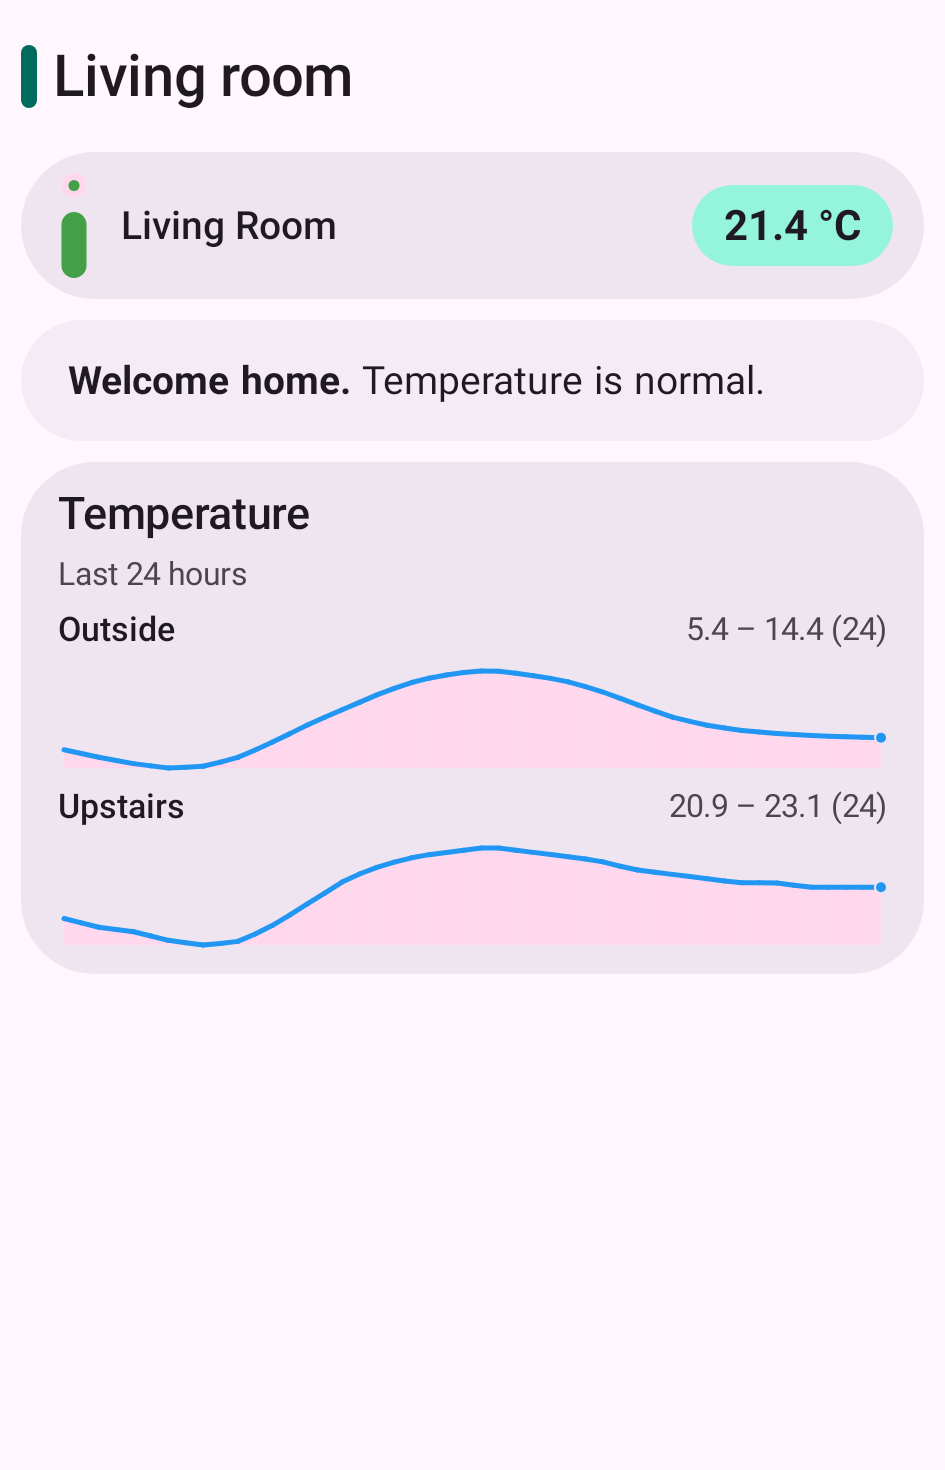 Living room
Living Room
21.4 °C
Welcome home. Temperature is normal.
Temperature
Last 24 hours
Outside
5.4 – 14.4 (24)
Upstairs
20.9 – 23.1 (24)